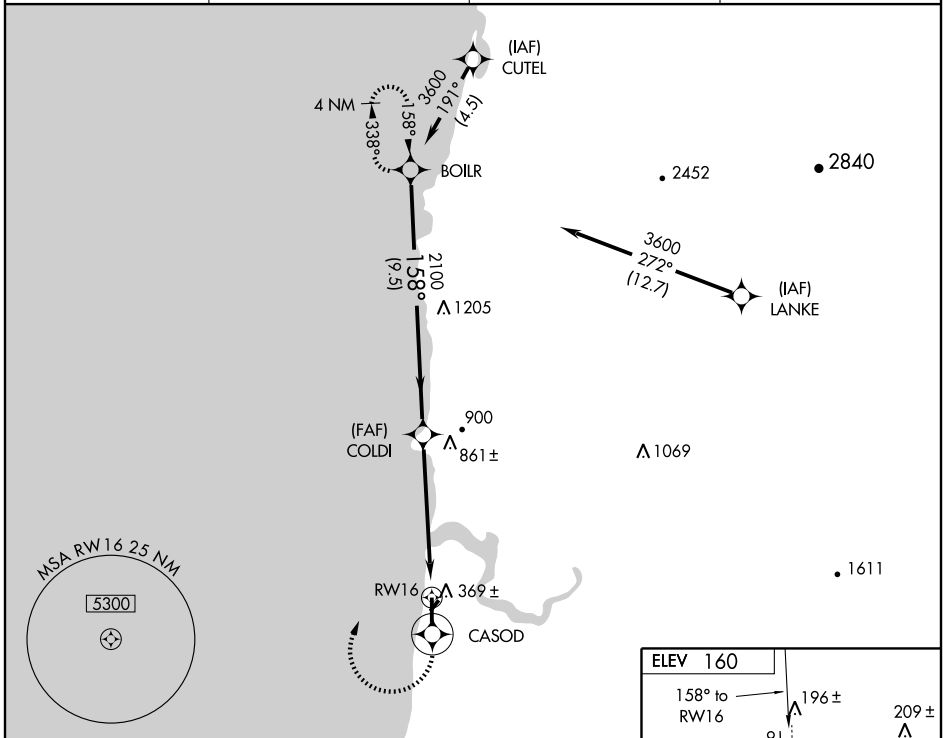 (IAF)
CUTEL
3600
191°
(4.5)
4 NM
338°
158°
BOILR
2452
2840
3600
272°
(12.7)
(IAF)
LANKE
2100
158°
(9.5)
1205
(FAF)
COLDI
900
861±
1069
MSA RW16 25 NM
5300
RW16
369±
CASOD
1611
ELEV 160
158° to
RW16
196±
209±